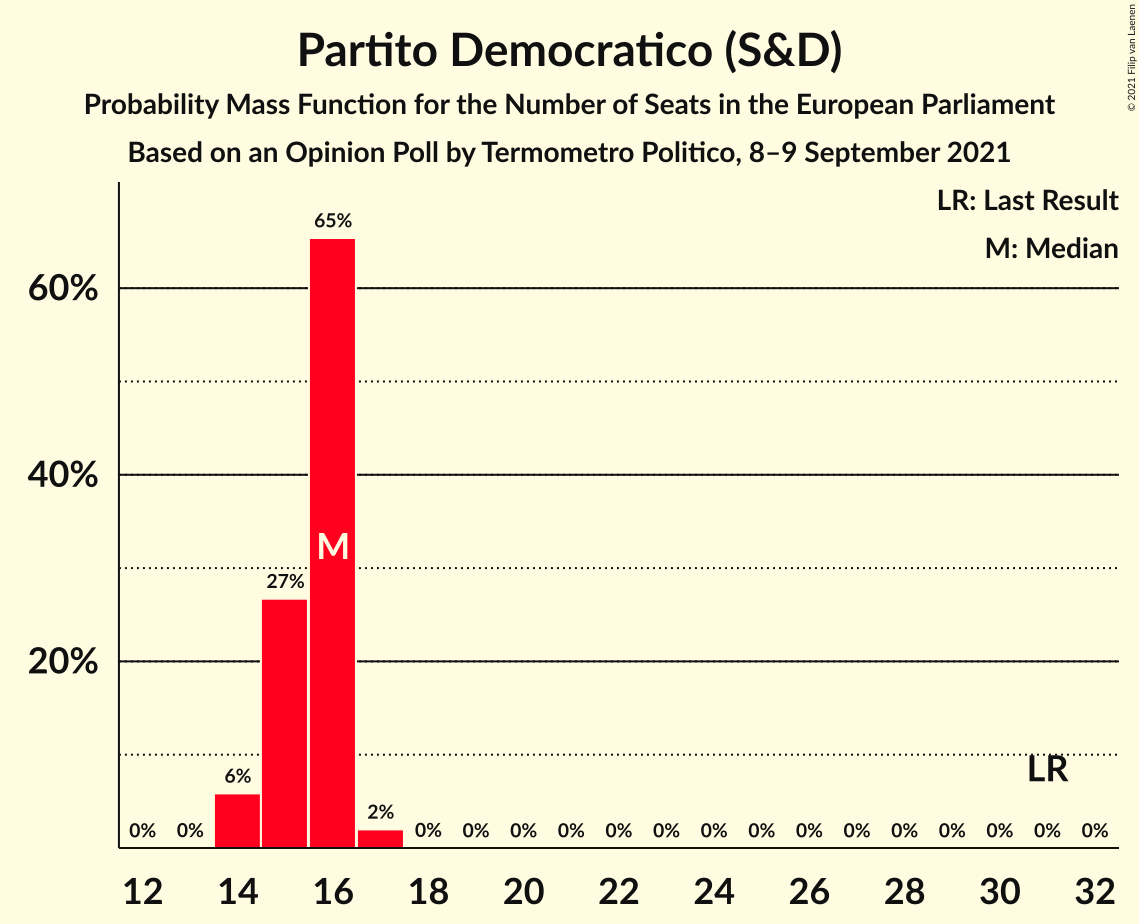 Partito Democratico (S&D)
Probability Mass Function for the Number of Seats in the European Parliament
Based on an Opinion Poll by Termometro Politico, 8–9 September 2021
© 2021 Filip van Laenen
LR: Last Result
M: Median
65%
60%
40%
M
27%
20%
LR
6%
2%
0% 0% 0% 0% 0% 0% 0% 0% 0% 0% 0% 0% 0% 0% 0% 0% 0%
12 14 16 18 20 22 24 26 28 30 32